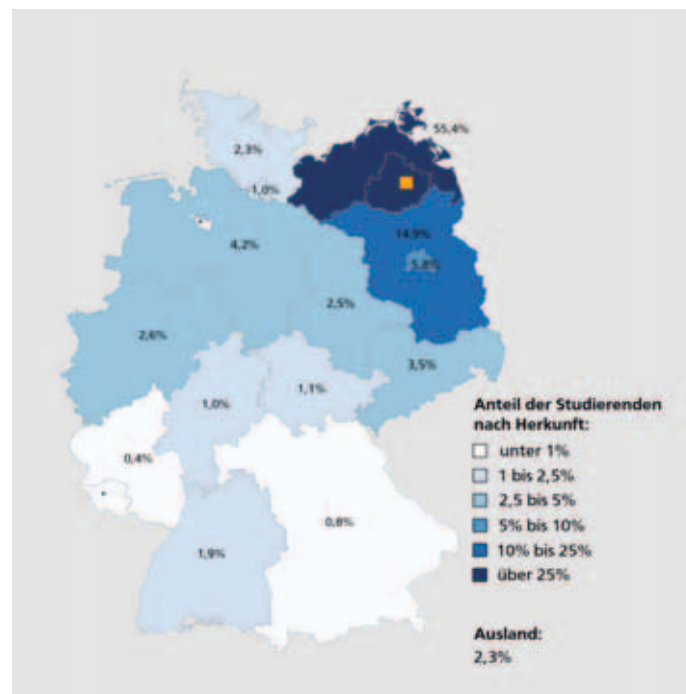 55,4%
2,3%
1,0%
14,9%
5,8%
4,2%
2,5%
2,6%
3,5%
1,1%
1,0%
0,4%
0,8%
1,9%
Anteil der Studierenden
nach Herkunft:
unter 1%
1 bis 2,5%
2,5 bis 5%
5% bis 10%
10% bis 25%
über 25%
Ausland:
2,3%